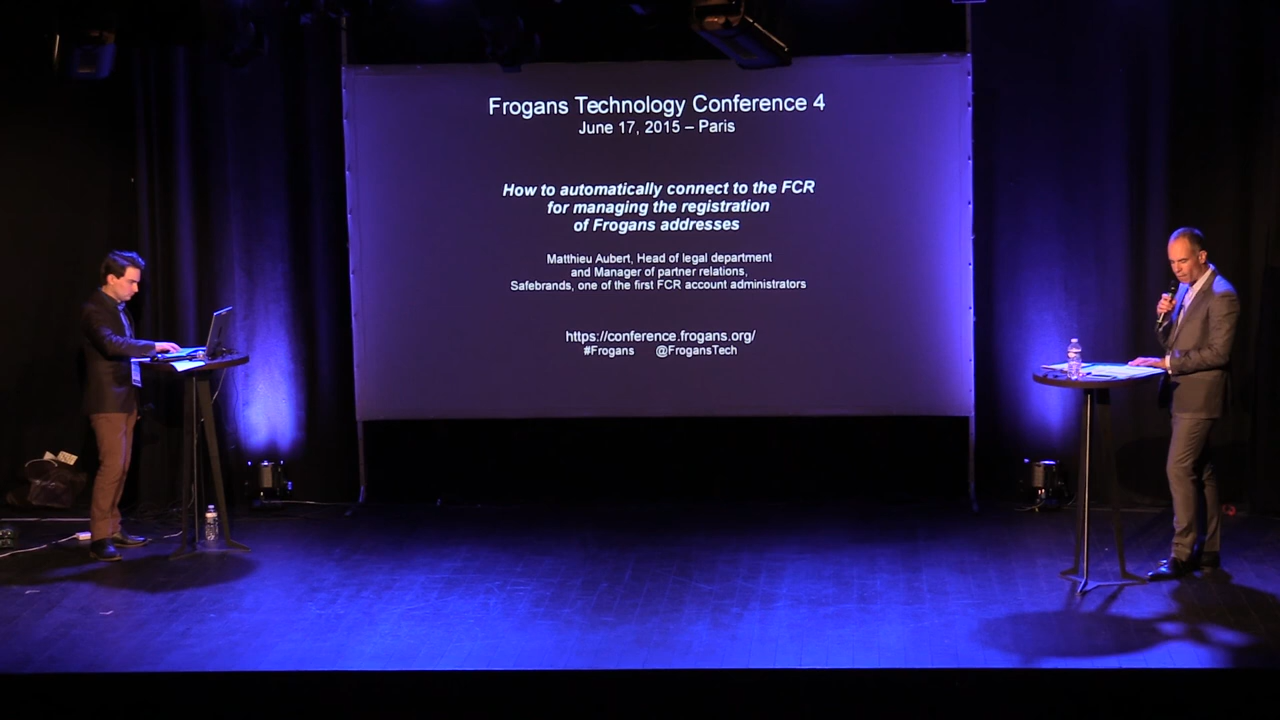 Frogans Technology Conference 4
June 17, 2015 – Paris
How to automatically connect to the FCR
for managing the registration
of Frogans addresses
Matthieu Aubert, Head of legal department
and Manager of partner relations,
Safebrands, one of the first FCR account administrators
https://conference.frogans.org/
#Frogans @FrogansTech